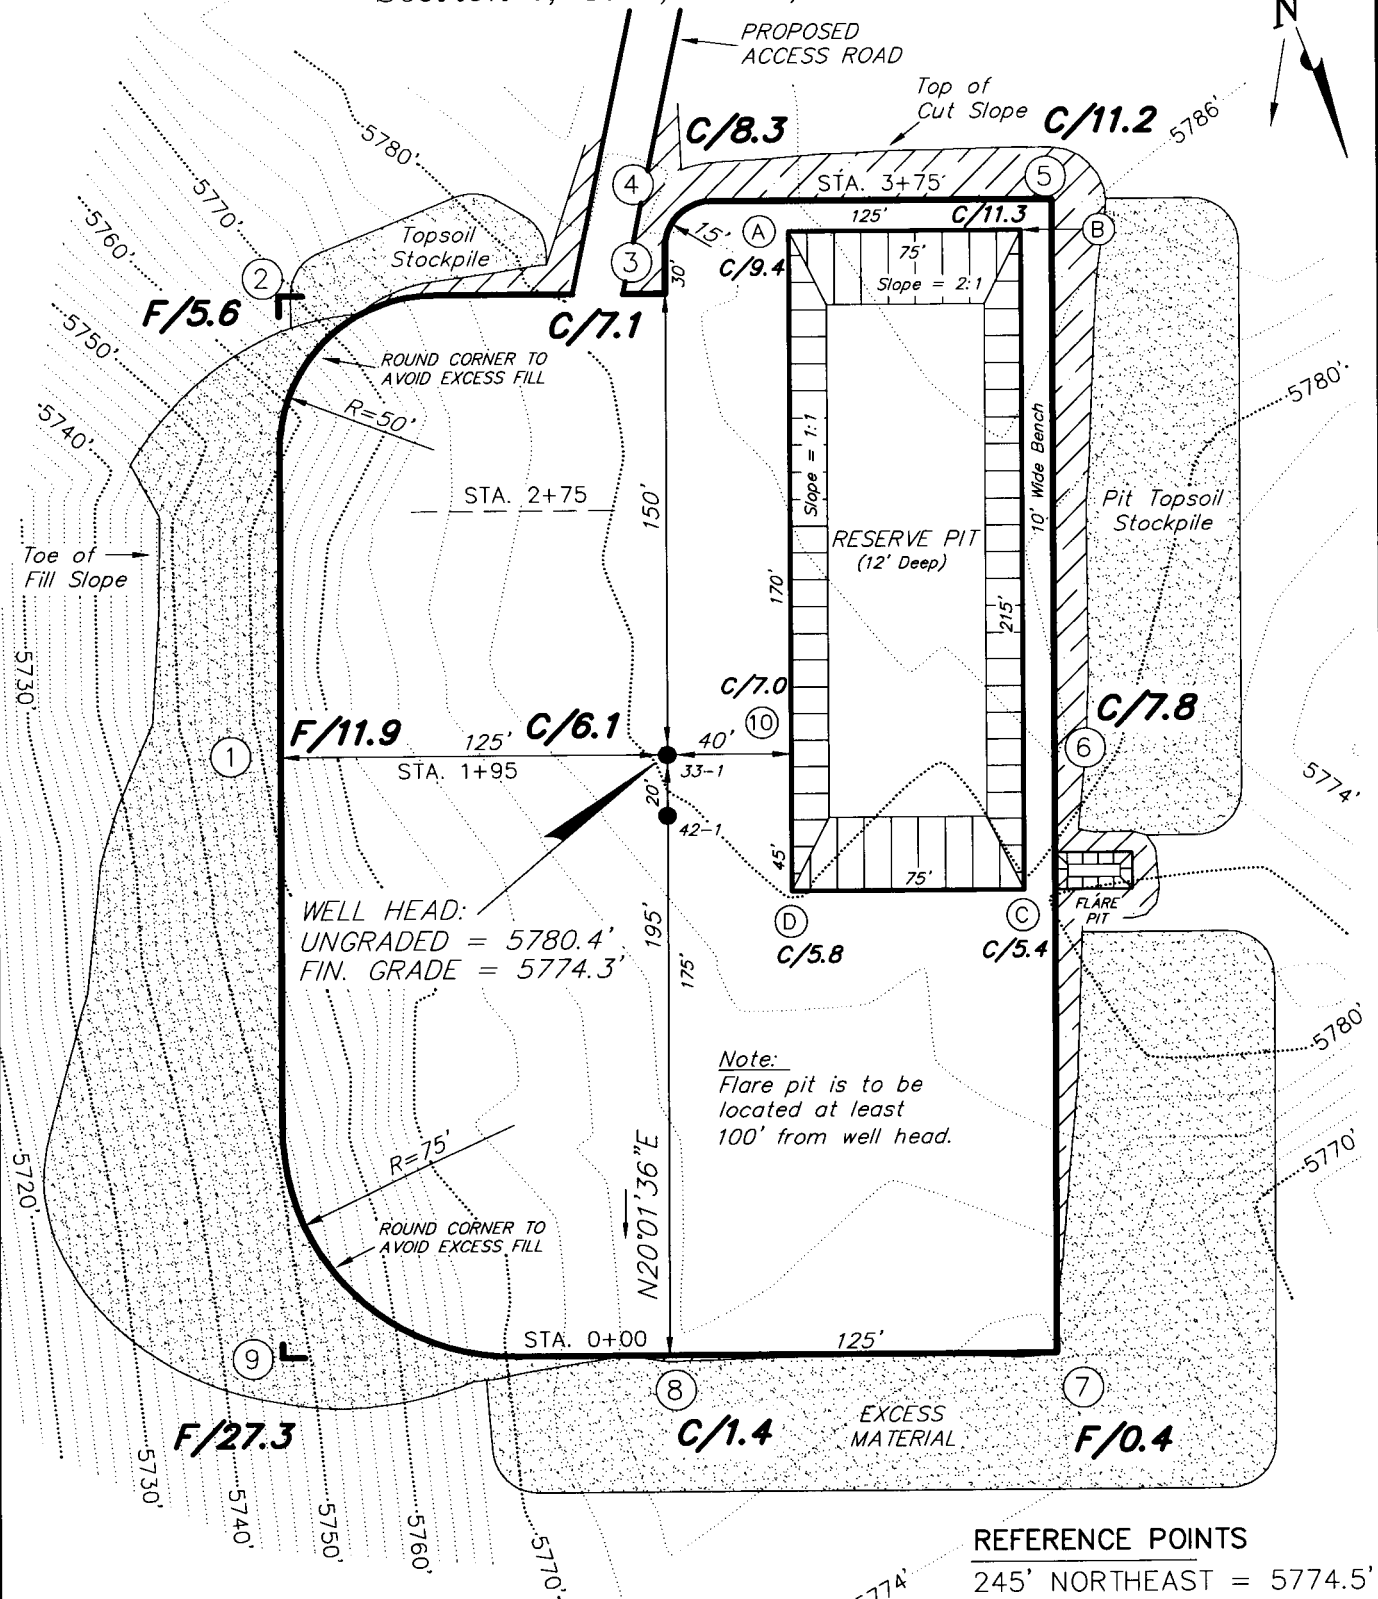 PROPOSED
ACCESS ROAD
N
Top of
Cut Slope
C/8.3
C/11.2
5786'
5780'
4
STA. 3+75
5
5770'
125'
C/11.3
5760'
Topsoil
Stockpile
15'
A
B
75'
3
C/9.4
2
30'
Slope = 2:1
F/5.6
C/7.1
5750'
ROUND CORNER TO
AVOID EXCESS FILL
5780'
R=50'
5740'
Slope = 1:1
10' Wide Bench
STA. 2+75
150'
Pit Topsoil
Stockpile
RESERVE PIT
(12' Deep)
Toe of
Fill Slope
170'
215'
5730'
C/7.0
C/7.8
10
F/11.9
125'
C/6.1
40'
1
6
STA. 1+95
33-1
5774'
20'
42-1
45'
75'
FLARE
PIT
WELL HEAD:
UNGRADED = 5780.4'
FIN. GRADE = 5774.3'
D
C
195'
C/5.8
C/5.4
175'
5780'
Note:
Flare pit is to be
located at least
100' from well head.
N20°01'36"E
R=75'
5770'
5720'
ROUND CORNER TO
AVOID EXCESS FILL
STA. 0+00
125'
9
8
7
EXCESS
MATERIAL
F/27.3
C/1.4
F/0.4
5730'
5740'
5750'
5760'
5770'
REFERENCE POINTS
245' NORTHEAST = 5774.5'